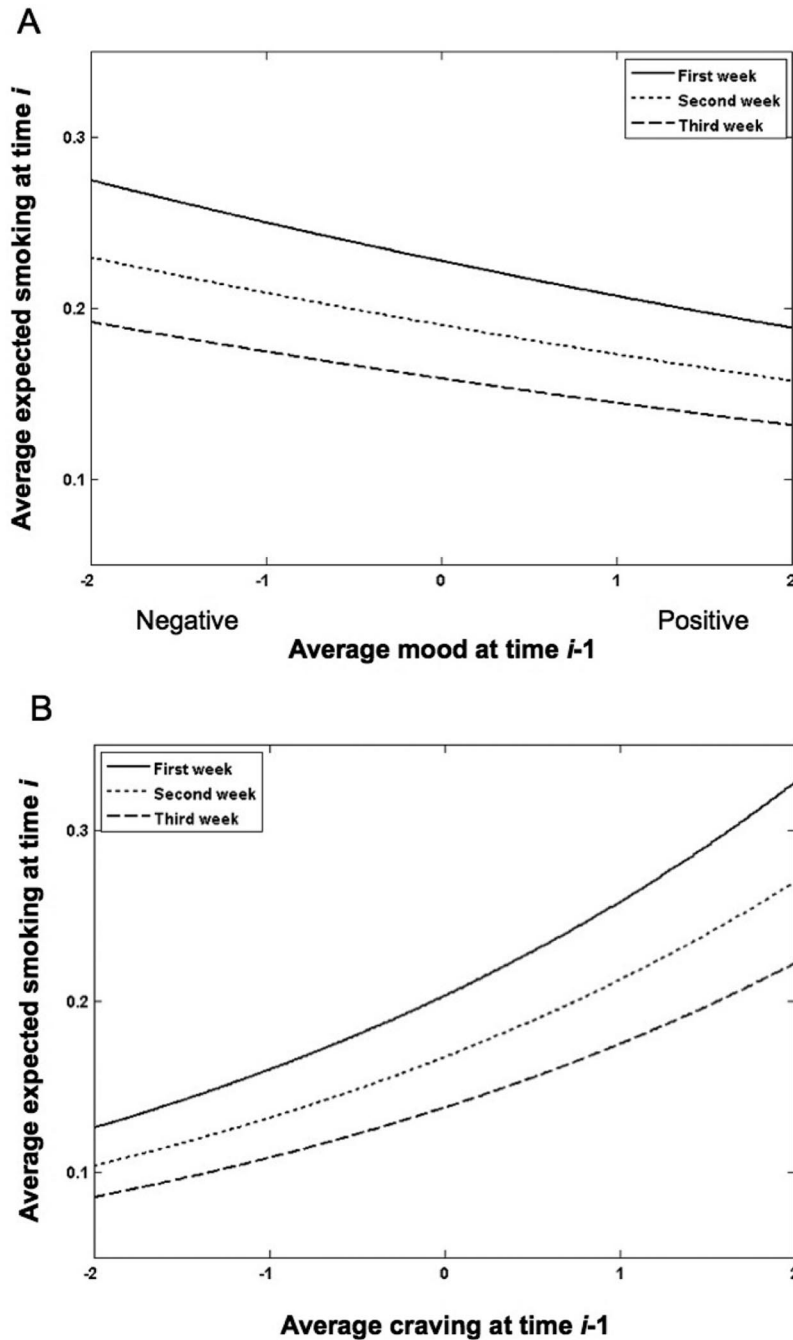 A
Average expected smoking at time i
First week
Second week
Third week
0.3
0.2
0.1
-2
-1
0
1
2
Negative
Positive
Average mood at time i-1
B
Average expected smoking at time i
First week
Second week
Third week
0.3
0.2
0.1
-2
-1
0
1
2
Average craving at time i-1